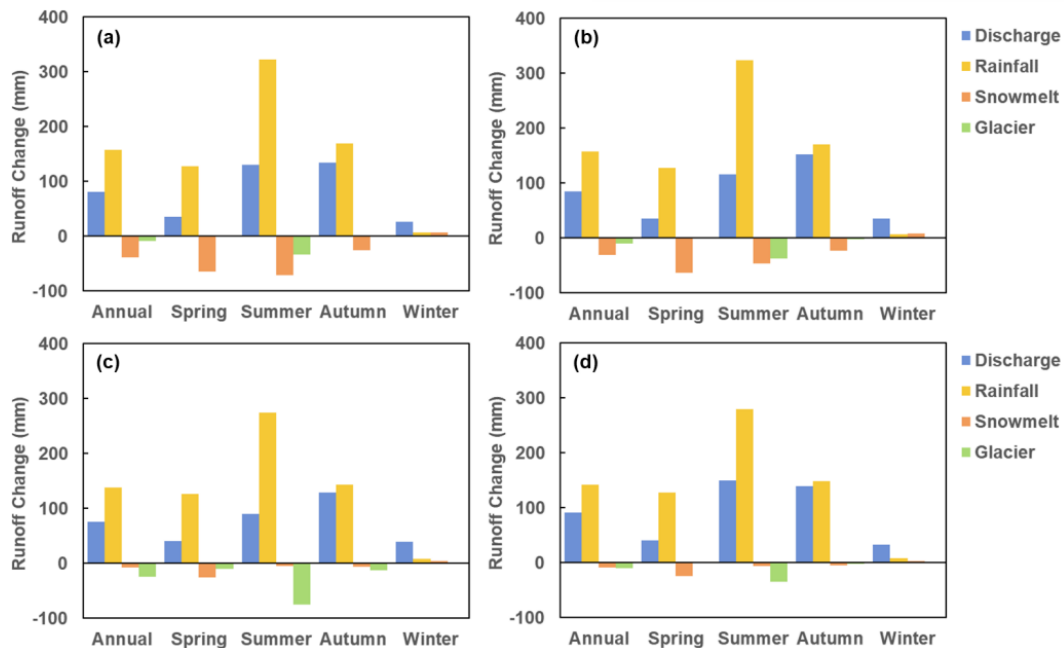 400
300
200
100
0
-100
Runoff Change (mm)
(a)
Annual Spring Summer Autumn Winter
400
300
200
100
0
-100
Runoff Change (mm)
(b)
Annual Spring Summer Autumn Winter
Discharge
Rainfall
Snowmelt
Glacier
400
300
200
100
0
-100
Runoff Change (mm)
(c)
Annual Spring Summer Autumn Winter
400
300
200
100
0
-100
Runoff Change (mm)
(d)
Annual Spring Summer Autumn Winter
Discharge
Rainfall
Snowmelt
Glacier